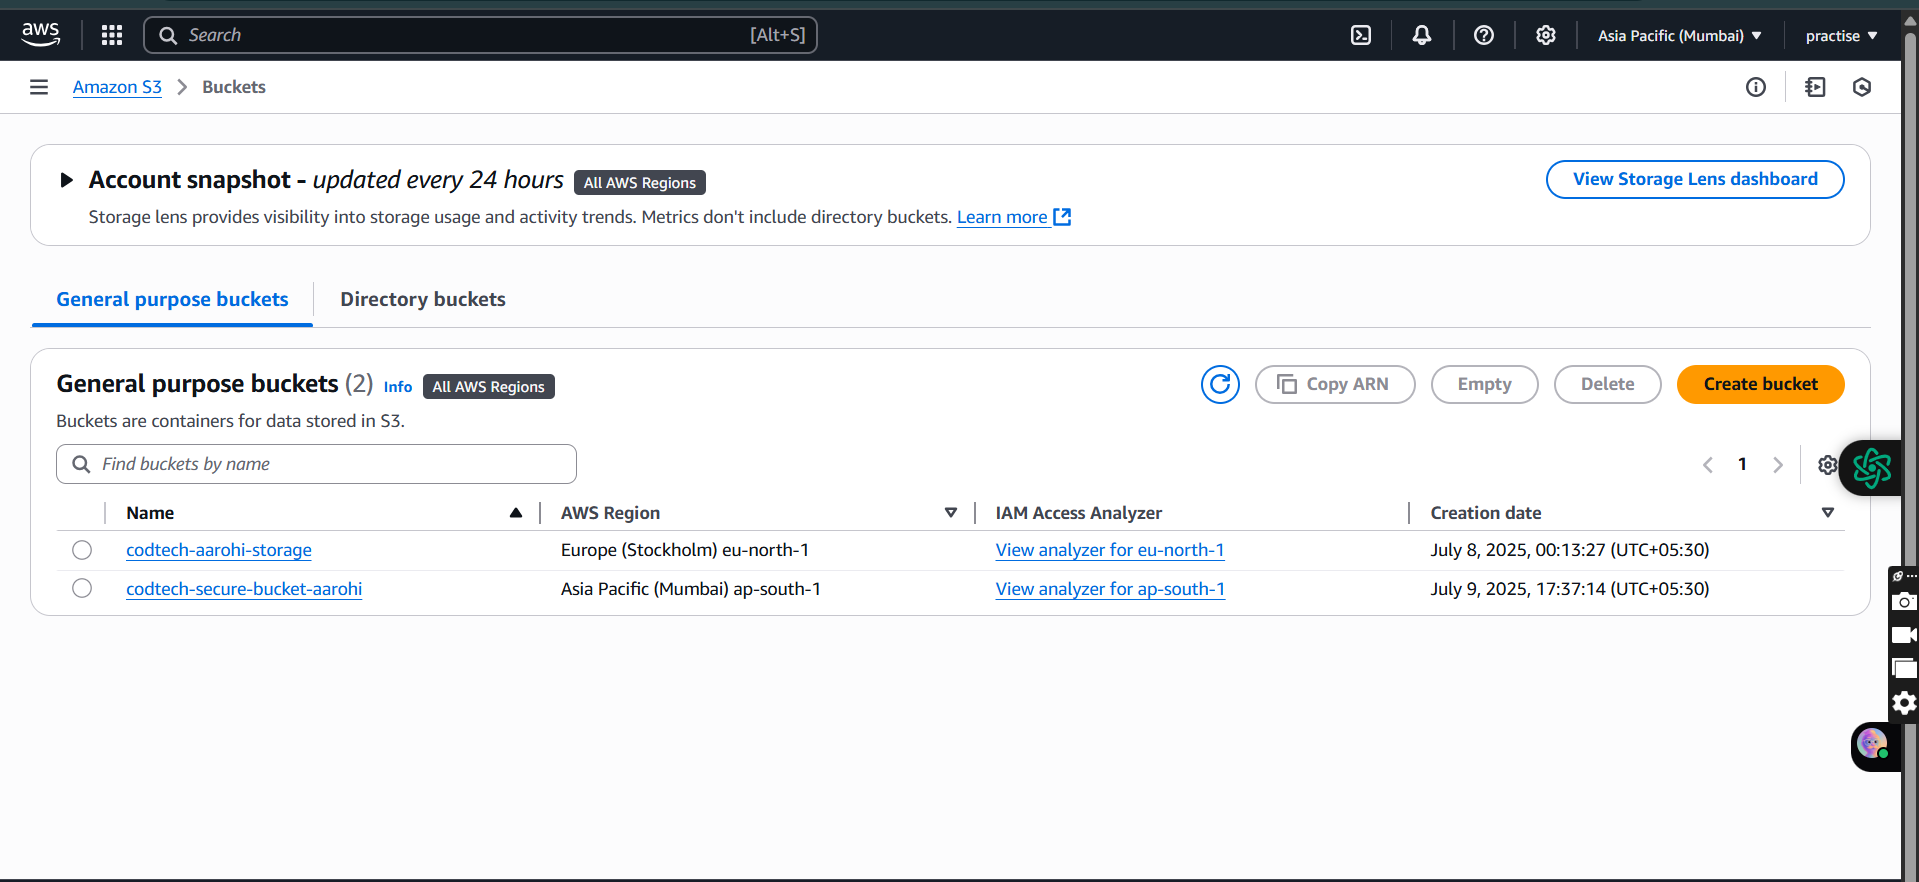 aws Search [Alt+S] Asia Pacific (Mumbai) practise
Amazon S3 Buckets
Account snapshot - updated every 24 hours All AWS Regions View Storage Lens dashboard
Storage lens provides visibility into storage usage and activity trends. Metrics don't include directory buckets. Learn more
General purpose buckets Directory buckets
General purpose buckets (2) Info All AWS Regions Copy ARN Empty Delete Create bucket
Buckets are containers for data stored in S3.
Find buckets by name 1
Name AWS Region IAM Access Analyzer Creation date
codtech-aarohi-storage Europe (Stockholm) eu-north-1 View analyzer for eu-north-1 July 8, 2025, 00:13:27 (UTC+05:30)
codtech-secure-bucket-aarohi Asia Pacific (Mumbai) ap-south-1 View analyzer for ap-south-1 July 9, 2025, 17:37:14 (UTC+05:30)